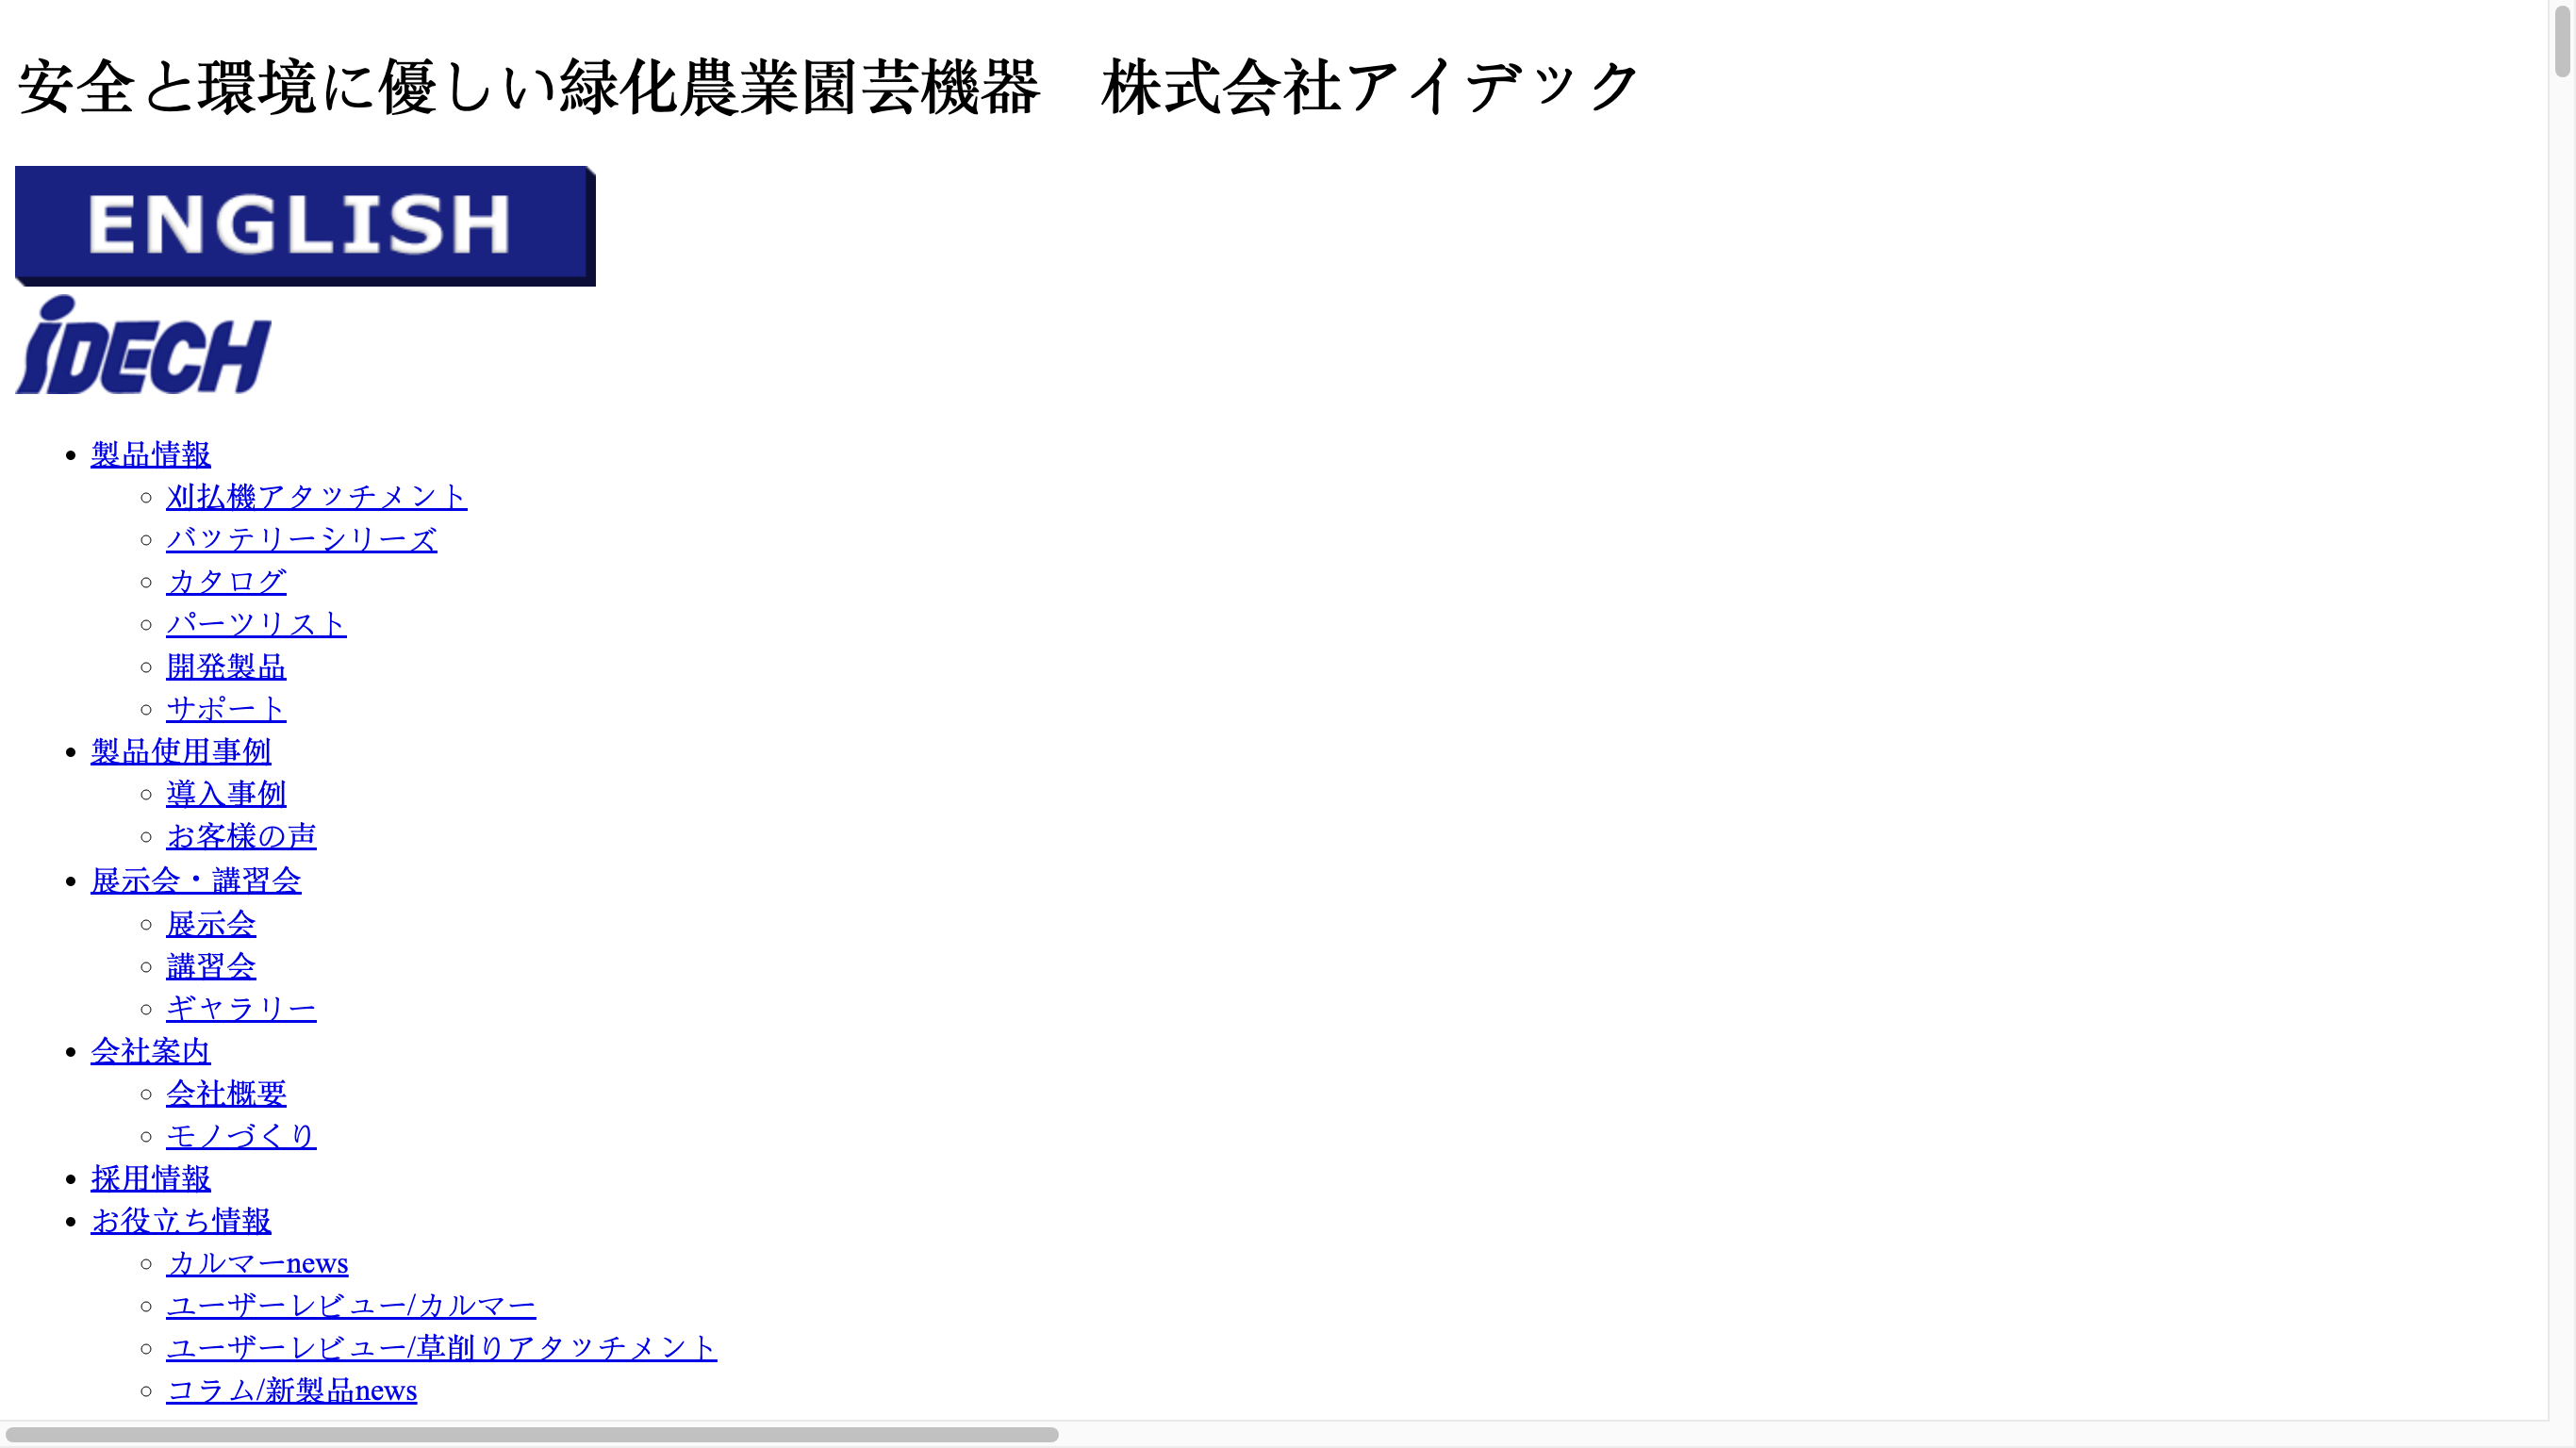 安全と環境に優しい緑化農業園芸機器　株式会社アイデック
ENGLISH
iDECH
製品情報
刈払機アタッチメント
バッテリーシリーズ
カタログ
パーツリスト
開発製品
サポート
製品使用事例
導入事例
お客様の声
展示会・講習会
展示会
講習会
ギャラリー
会社案内
会社概要
モノづくり
採用情報
お役立ち情報
カルマーnews
ユーザーレビュー/カルマー
ユーザーレビュー/草削りアタッチメント
コラム/新製品news